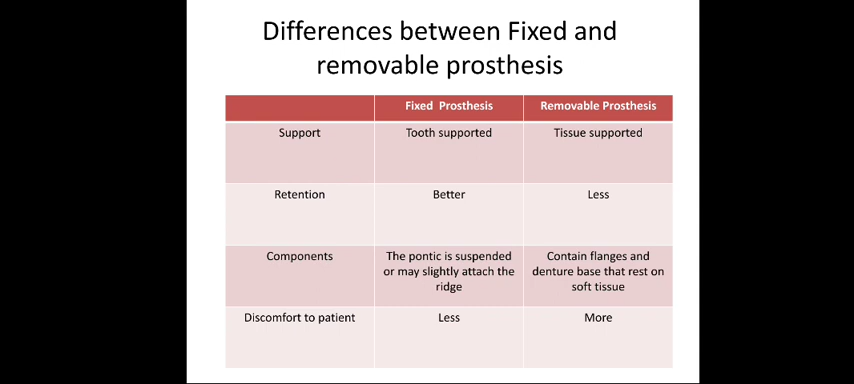 Differences between Fixed and
removable prosthesis
Fixed  Prosthesis
Removable Prosthesis
Support
Tooth supported
Tissue supported
Retention
Better
Less
Components
The pontic is suspended
or may slightly attach the
ridge
Contain flanges and
denture base that rest on
soft tissue
Discomfort to patient
Less
More